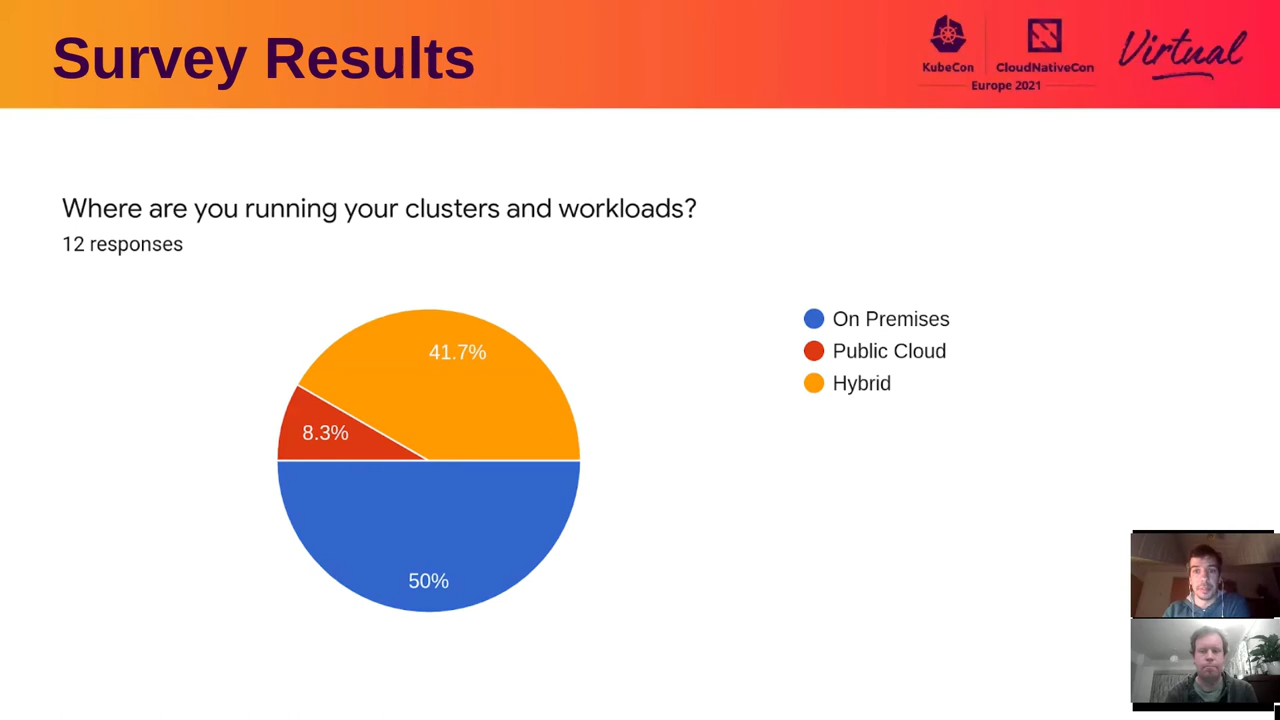 Survey Results
KubeCon
CloudNativeCon
Europe 2021
Virtual
Where are you running your clusters and workloads?
12 responses
41.7%
8.3%
50%
On Premises
Public Cloud
Hybrid